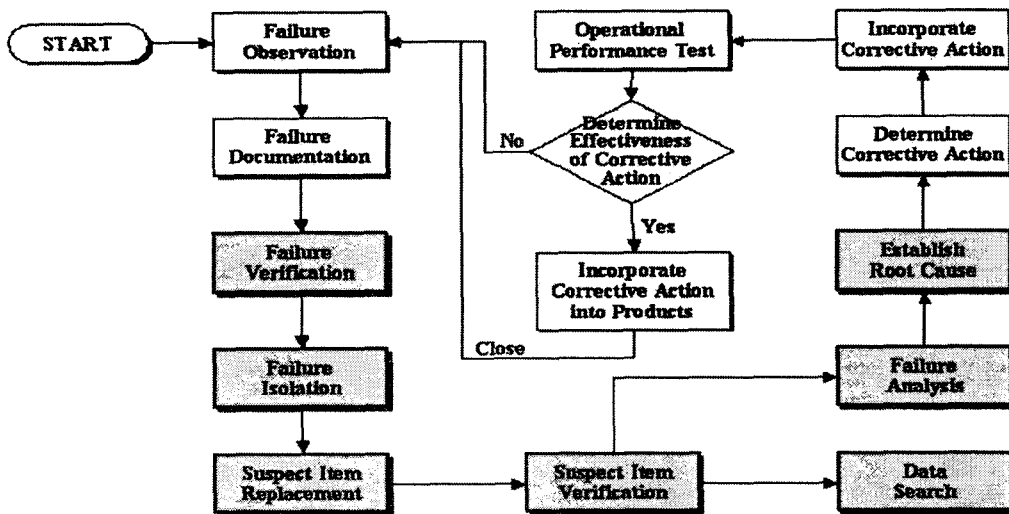 START
Failure
Observation
Failure
Documentation
Failure
Verification
Failure
Isolation
Suspect Item
Replacement
Suspect Item
Verification
Data
Search
Failure
Analysis
Establish
Root Cause
Determine
Corrective Action
Incorporate
Corrective Action
Operational
Performance Test
Determine
Effectiveness
of Corrective
Action
No
Yes
Incorporate
Corrective Action
into Products
Close